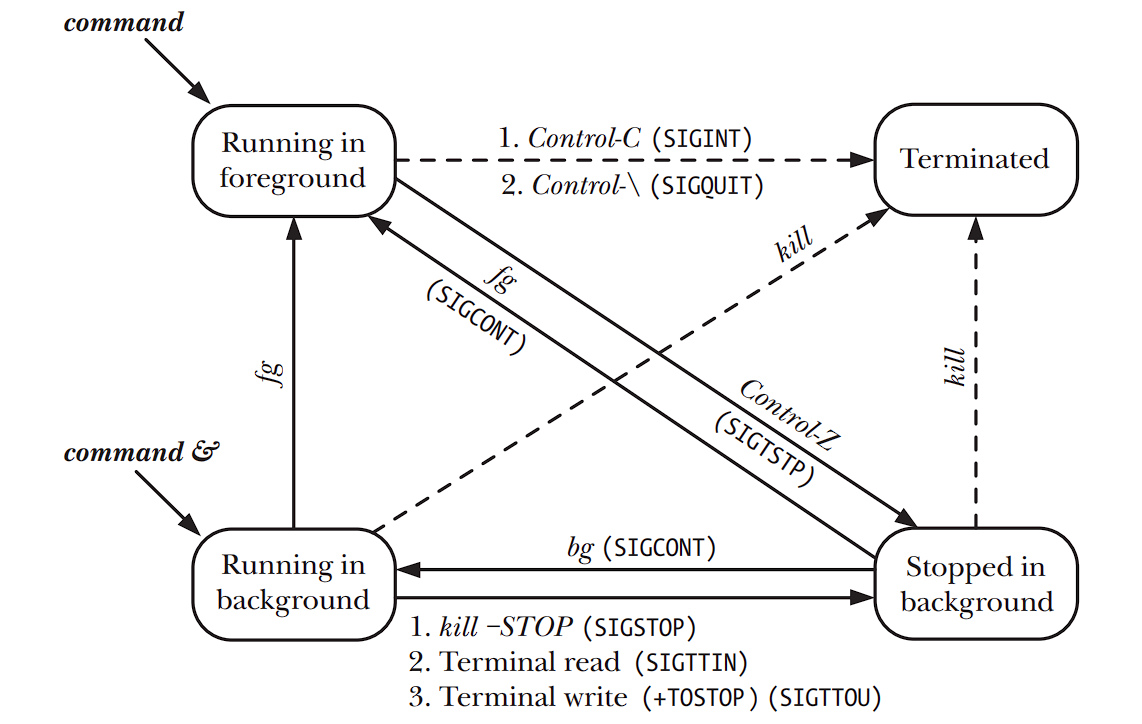 command
Running in
foreground
1. Control-C (SIGINT)
2. Control-\ (SIGQUIT)
Terminated
kill
fg
(SIGCONT)
fg
kill
Control-Z
(SIGTSTP)
command &
Running in
background
bg (SIGCONT)
Stopped in
background
1. kill –STOP (SIGSTOP)
2. Terminal read (SIGTTIN)
3. Terminal write (+TOSTOP) (SIGTTOU)